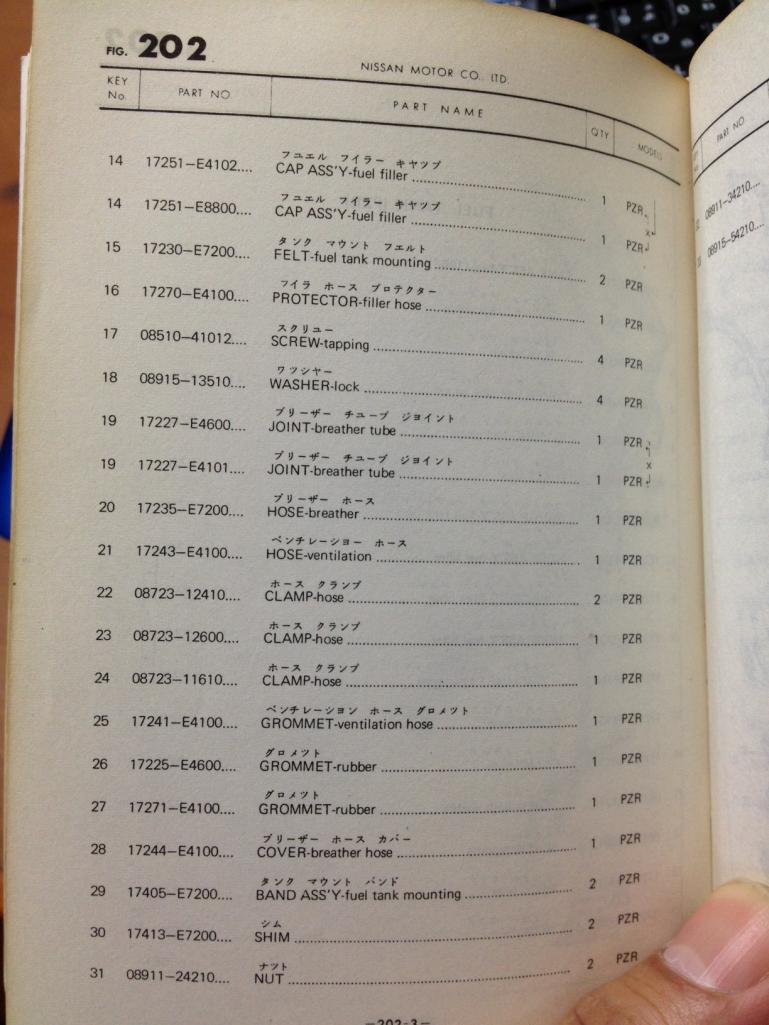 FIG. 202
NISSAN MOTOR CO., LTD.
KEY No. PART NO PART NAME Q'TY MODELS
フユエル フイラー キヤツプ
14 17251-E4102.... CAP ASS'Y-fuel filler 1 PZR
フユエル フイラー キヤツプ
14 17251-E8800.... CAP ASS'Y-fuel filler 1 PZR
タンク マウント フエルト
15 17230-E7200.... FELT-fuel tank mounting 2 PZR
フイラ ホース プロテクター
16 17270-E4100.... PROTECTOR-filler hose 1 PZR
スクリユー
17 08510-41012.... SCREW-tapping 4 PZR
ワツシヤー
18 08915-13510.... WASHER-lock 4 PZR
ブリーザー チユーブ ジヨイント
19 17227-E4600.... JOINT-breather tube 1 PZR
ブリーザー チユーブ ジヨイント
19 17227-E4101.... JOINT-breather tube 1 PZR
ブリーザー ホース
20 17235-E7200.... HOSE-breather 1 PZR
ベンチレーシヨー ホース
21 17243-E4100.... HOSE-ventilation 1 PZR
ホース クランプ
22 08723-12410.... CLAMP-hose 2 PZR
ホース クランプ
23 08723-12600.... CLAMP-hose 1 PZR
ホース クランプ
24 08723-11610.... CLAMP-hose 1 PZR
ベンチレーシヨン ホース グロメツト
25 17241-E4100.... GROMMET-ventilation hose 1 PZR
グロメツト
26 17225-E4600.... GROMMET-rubber 1 PZR
グロメツト
27 17271-E4100.... GROMMET-rubber 1 PZR
ブリーザー ホース カバー
28 17244-E4100.... COVER-breather hose 1 PZR
タンク マウント バンド
29 17405-E7200.... BAND ASS'Y-fuel tank mounting 2 PZR
シム
30 17413-E7200.... SHIM 2 PZR
ナツト
31 08911-24210.... NUT 2 PZR
-202-3-
PART NO.
08911-34210....
08915-54210....